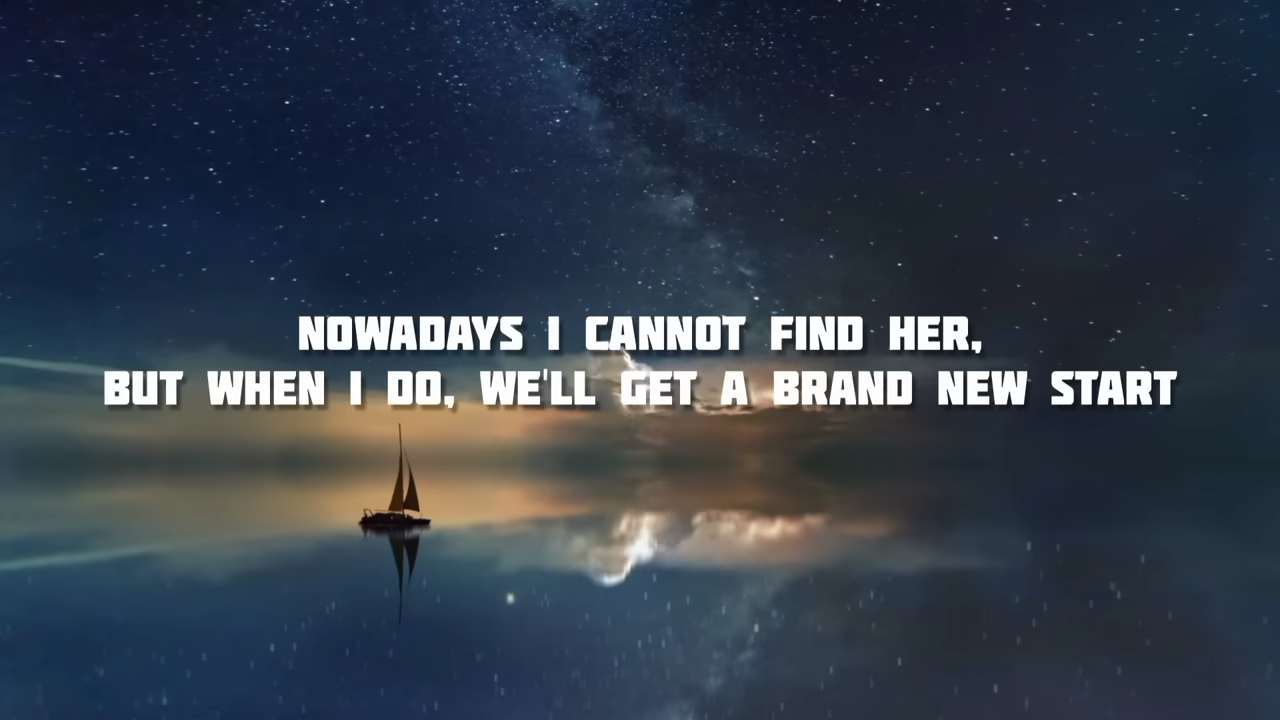 NOWADAYS I CANNOT FIND HER,
BUT WHEN I DO, WE'LL GET A BRAND NEW START